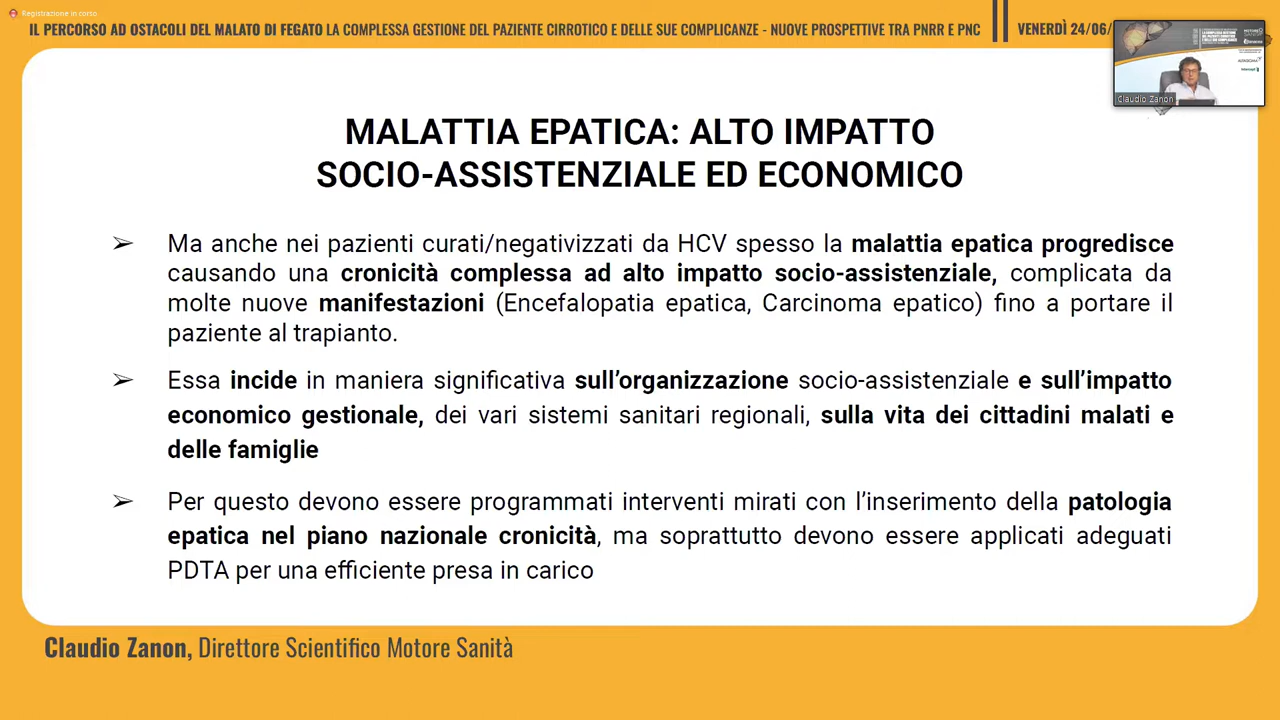 Registrazione in corso
IL PERCORSO AD OSTACOLI DEL MALATO DI FEGATO LA COMPLESSA GESTIONE DEL PAZIENTE CIRROTICO E DELLE SUE COMPLICANZE - NUOVE PROSPETTIVE TRA PNRR E PNC
VENERDÌ 24/06/
Claudio Zanon
MALATTIA EPATICA: ALTO IMPATTO
SOCIO-ASSISTENZIALE ED ECONOMICO
➢ Ma anche nei pazienti curati/negativizzati da HCV spesso la malattia epatica progredisce
causando una cronicità complessa ad alto impatto socio-assistenziale, complicata da
molte nuove manifestazioni (Encefalopatia epatica, Carcinoma epatico) fino a portare il
paziente al trapianto.
➢ Essa incide in maniera significativa sull’organizzazione socio-assistenziale e sull’impatto
economico gestionale, dei vari sistemi sanitari regionali, sulla vita dei cittadini malati e
delle famiglie
➢ Per questo devono essere programmati interventi mirati con l’inserimento della patologia
epatica nel piano nazionale cronicità, ma soprattutto devono essere applicati adeguati
PDTA per una efficiente presa in carico
Claudio Zanon, Direttore Scientifico Motore Sanità